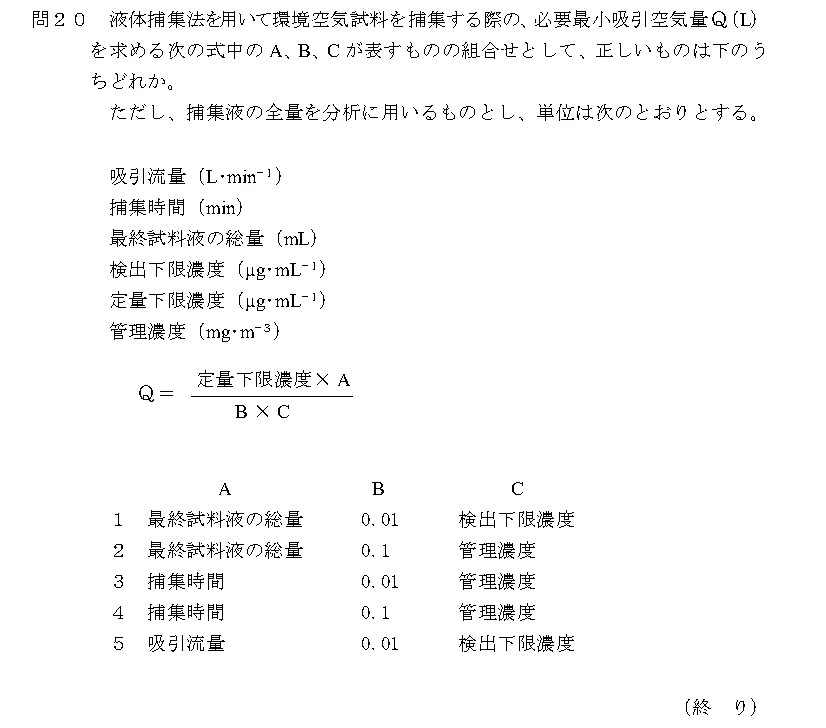 問２０　液体捕集法を用いて環境空気試料を捕集する際の、必要最小吸引空気量Ｑ(L)
を求める次の式中の A、B、C が表すものの組合せとして、正しいものは下のう
ちどれか。
ただし、捕集液の全量を分析に用いるものとし、単位は次のとおりとする。
吸引流量（L･min⁻¹）
捕集時間（min）
最終試料液の総量（mL）
検出下限濃度（μg･mL⁻¹）
定量下限濃度（μg･mL⁻¹）
管理濃度（mg･m⁻³）
定量下限濃度× A
Ｑ＝
B × C
A B C
1 最終試料液の総量 0.01 検出下限濃度
2 最終試料液の総量 0.1 管理濃度
3 捕集時間 0.01 管理濃度
4 捕集時間 0.1 管理濃度
5 吸引流量 0.01 検出下限濃度
（終　り）